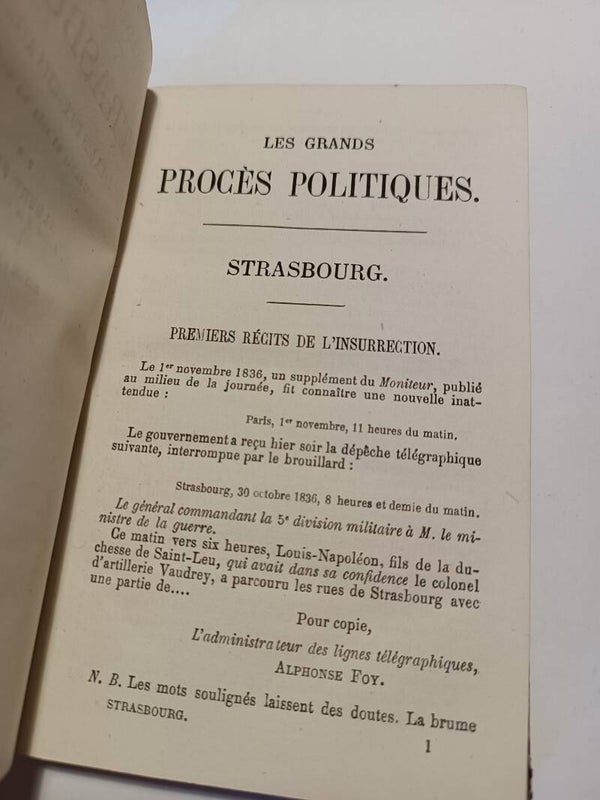 LES GRANDS
PROCÈS POLITIQUES.
STRASBOURG.
PREMIERS RÉCITS DE L'INSURRECTION.
Le 1er novembre 1836, un supplément du Moniteur, publié
au milieu de la journée, fit connaître une nouvelle inat-
tendue :
Paris, 1er novembre, 11 heures du matin.
Le gouvernement a reçu hier soir la dépêche télégraphique
suivante, interrompue par le brouillard :
Strasbourg, 30 octobre 1836, 8 heures et demie du matin.
Le général commandant la 5e division militaire à M. le mi-
nistre de la guerre.
Ce matin vers six heures, Louis-Napoléon, fils de la du-
chesse de Saint-Leu, qui avait dans sa confidence le colonel
d'artillerie Vaudrey, a parcouru les rues de Strasbourg avec
une partie de....
Pour copie,
L'administrateur des lignes télégraphiques,
ALPHONSE FOY.
N. B. Les mots soulignés laissent des doutes. La brume
STRASBOURG.
1